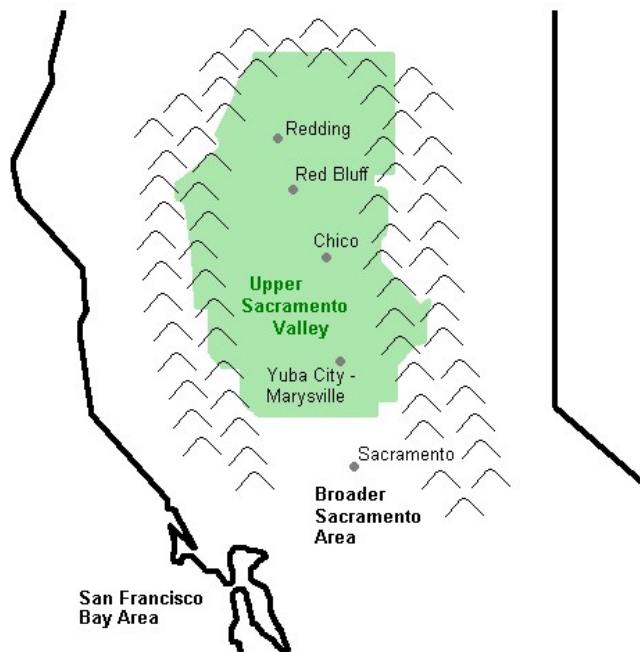 Redding
Red Bluff
Chico
Upper
Sacramento
Valley
Yuba City -
Marysville
Sacramento
Broader
Sacramento
Area
San Francisco
Bay Area